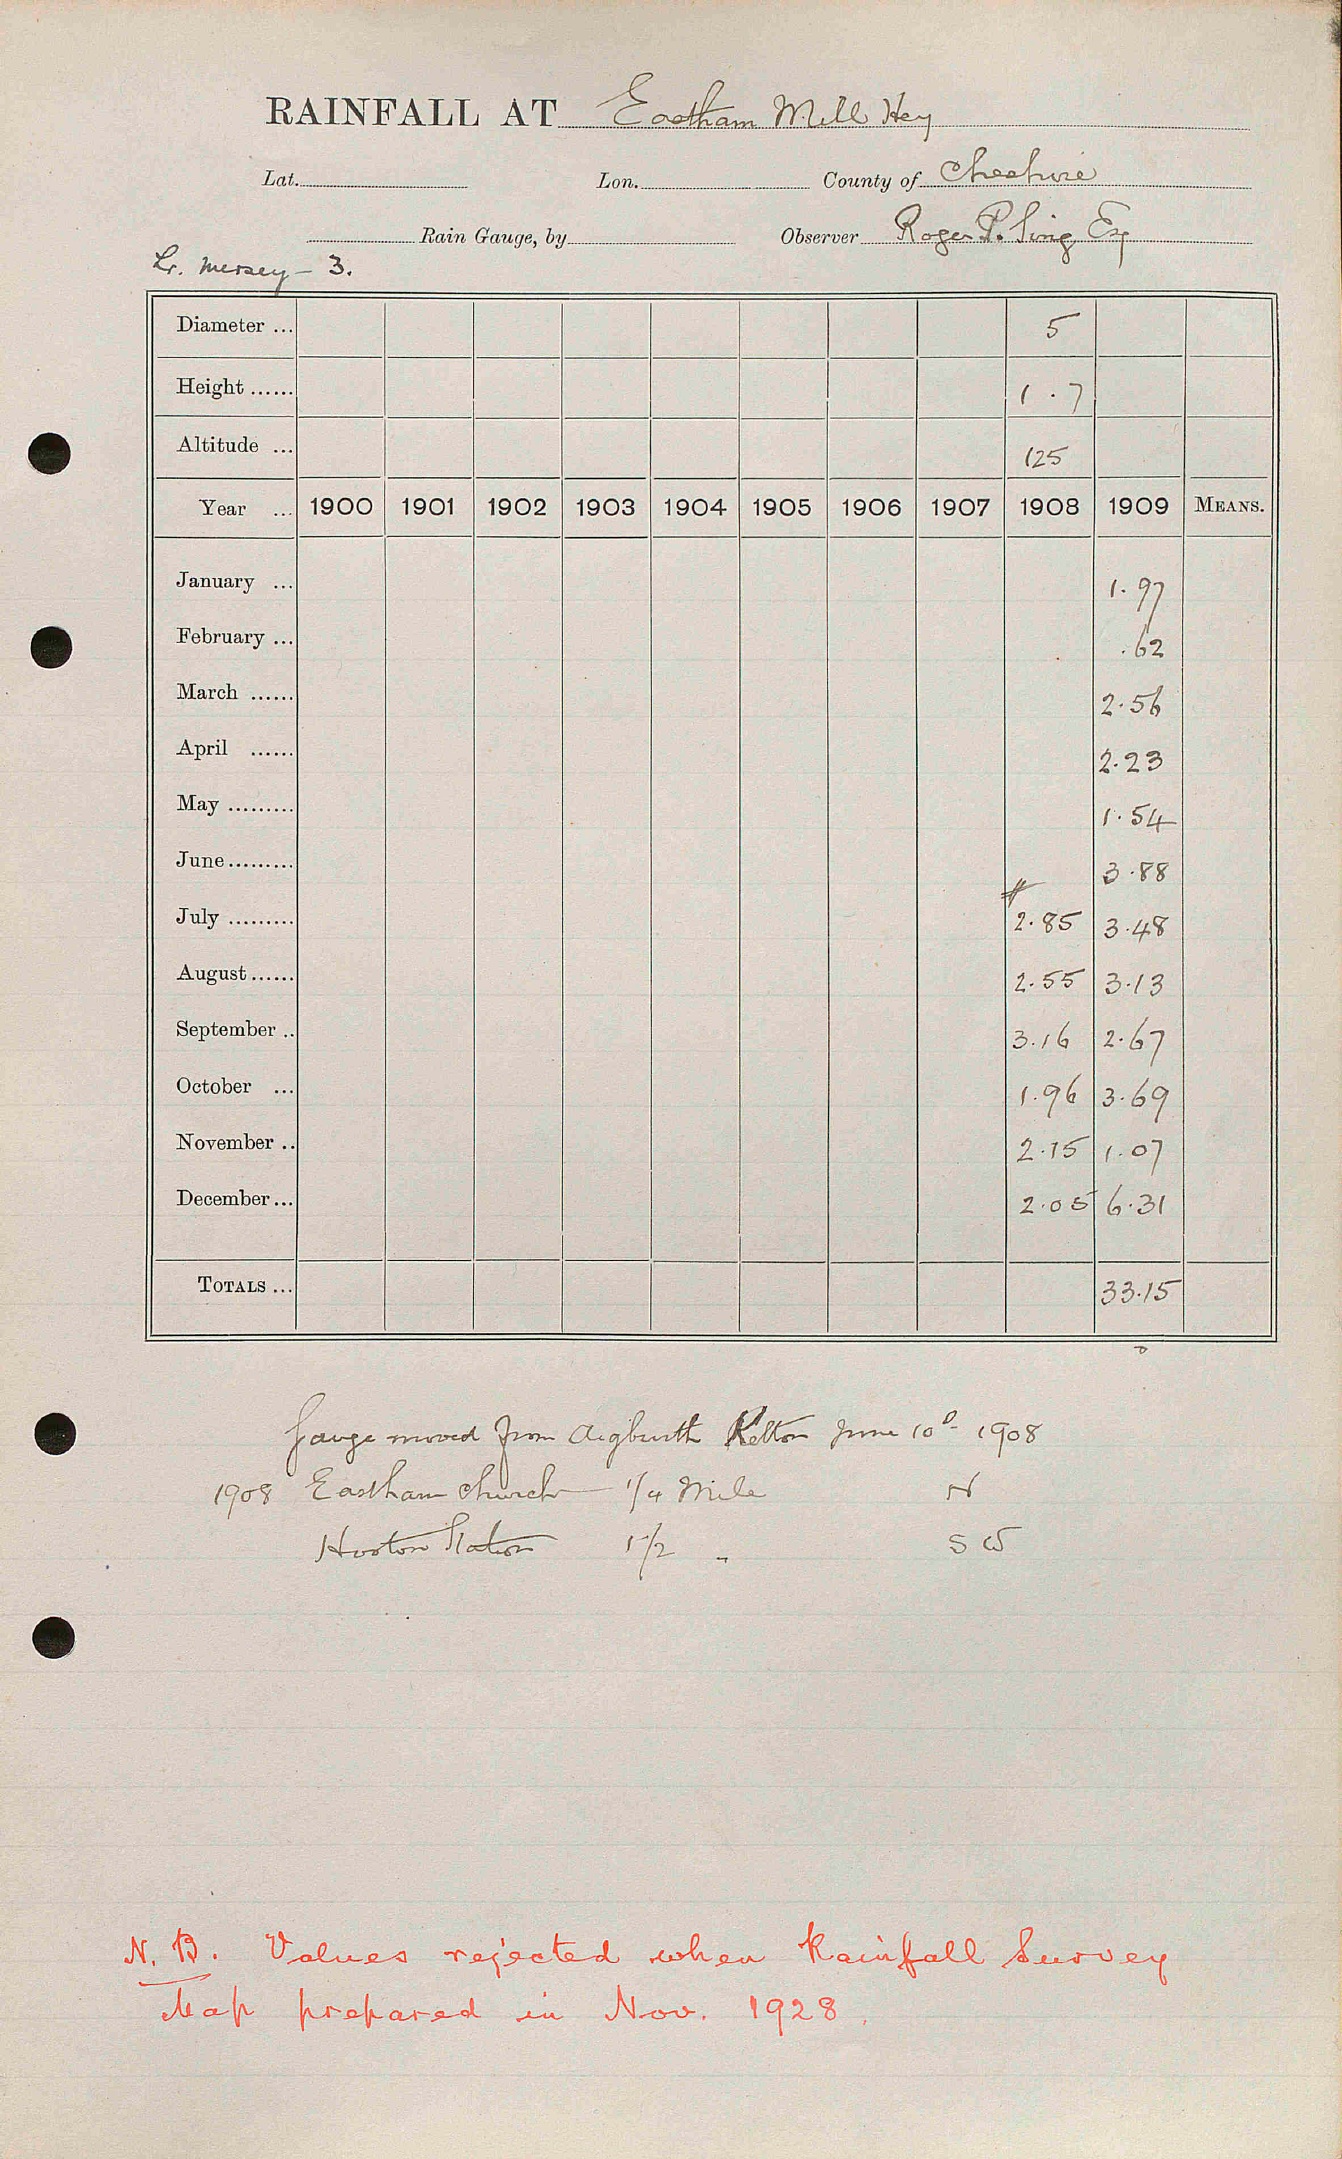 RAINFALL AT Eastham Mill Hey
Lat. Lon. County of Cheshire
Rain Gauge, by Observer Roger P. Sing Esq
Lr. Mersey - 3.
Diameter ... 5
Height ...... 1 . 7
Altitude ... 125
Year ... 1900 1901 1902 1903 1904 1905 1906 1907 1908 1909 MEANS.
January ... 1.97
February ... .62
March ...... 2.56
April ...... 2.23
May ......... 1.54
June ......... 3.88
July ......... 2.85 3.48
August ...... 2.55 3.13
September .. 3.16 2.67
October ... 1.96 3.69
November .. 2.15 1.07
December ... 2.05 6.31
TOTALS ... 33.15
Gauge moved from Aigburth June 10 1908
1908 Eastham Church 1/4 Mile N
Hooton Station 1 1/2 " S W
N.B. Values rejected when Rainfall Survey
Map prepared in Nov. 1928.